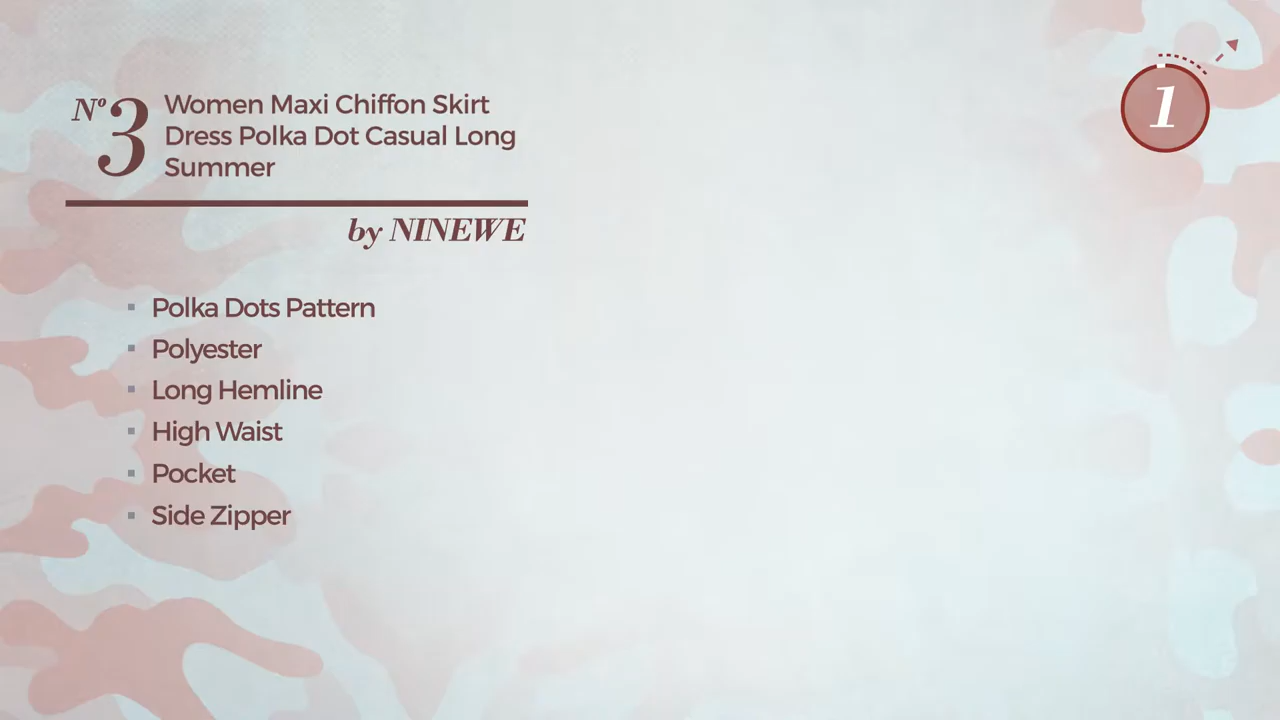 Nº3
Women Maxi Chiffon Skirt
Dress Polka Dot Casual Long
Summer
by NINEWE
1
▪ Polka Dots Pattern
▪ Polyester
▪ Long Hemline
▪ High Waist
▪ Pocket
▪ Side Zipper